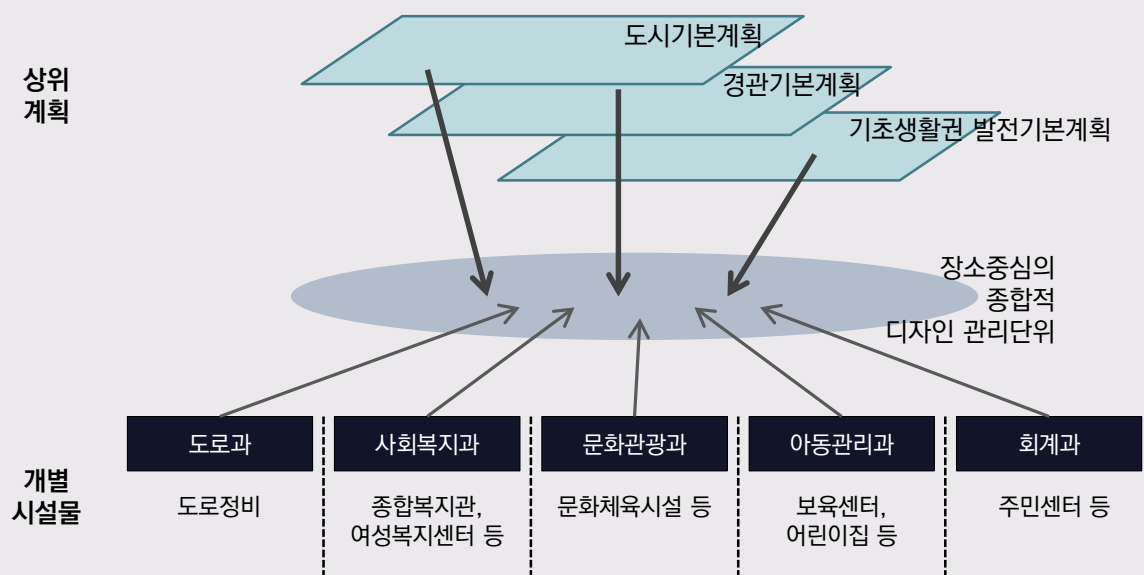 도시기본계획
상위
계획
경관기본계획
기초생활권 발전기본계획
장소중심의
종합적
디자인 관리단위
도로과
사회복지과
문화관광과
아동관리과
회계과
개별
시설물
도로정비
종합복지관,
여성복지센터 등
문화체육시설 등
보육센터,
어린이집 등
주민센터 등